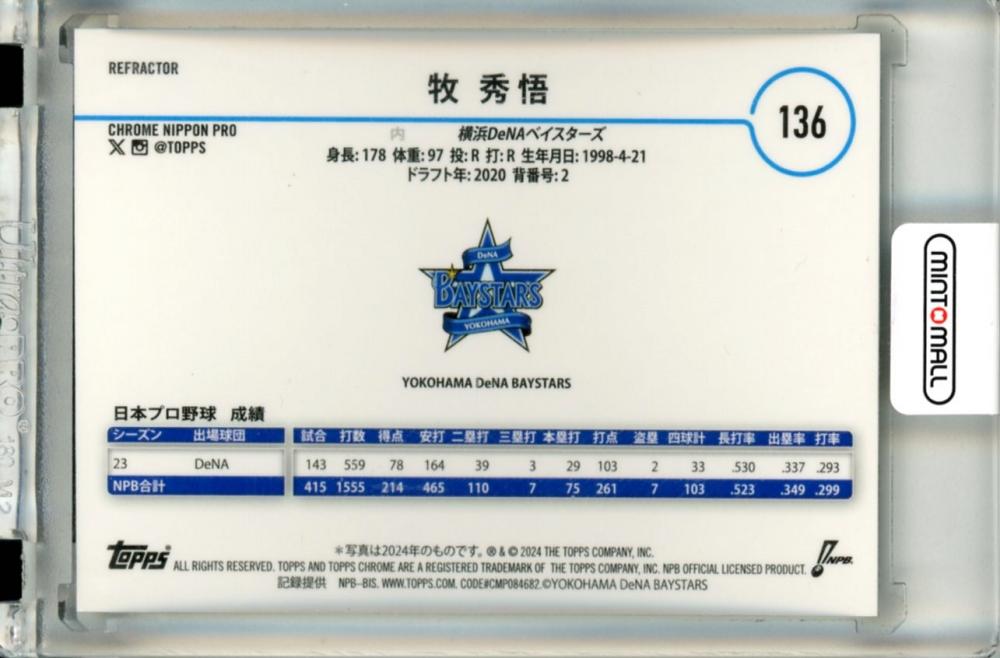 REFRACTOR
牧 秀悟
136
CHROME NIPPON PRO
内 横浜DeNAベイスターズ
@TOPPS
身長: 178 体重: 97 投: R 打: R 生年月日: 1998-4-21
ドラフト年: 2020 背番号: 2
DeNA
BAYSTARS
YOKOHAMA
YOKOHAMA DeNA BAYSTARS
MINT MALL
日本プロ野球 成績
シーズン 出場球団 試合 打数 得点 安打 二塁打 三塁打 本塁打 打点 盗塁 四球計 長打率 出塁率 打率
23 DeNA 143 559 78 164 39 3 29 103 2 33 .530 .337 .293
NPB合計 415 1555 214 465 110 7 75 261 7 103 .523 .349 .299
topps
*写真は2024年のものです。 ® & © 2024 THE TOPPS COMPANY, INC.
ALL RIGHTS RESERVED. TOPPS AND TOPPS CHROME ARE A REGISTERED TRADEMARK OF THE TOPPS COMPANY, INC. NPB OFFICIAL LICENSED PRODUCT.
NPB.
記録提供 NPB-BIS. WWW.TOPPS.COM. CODE#CMP084682.©YOKOHAMA DeNA BAYSTARS